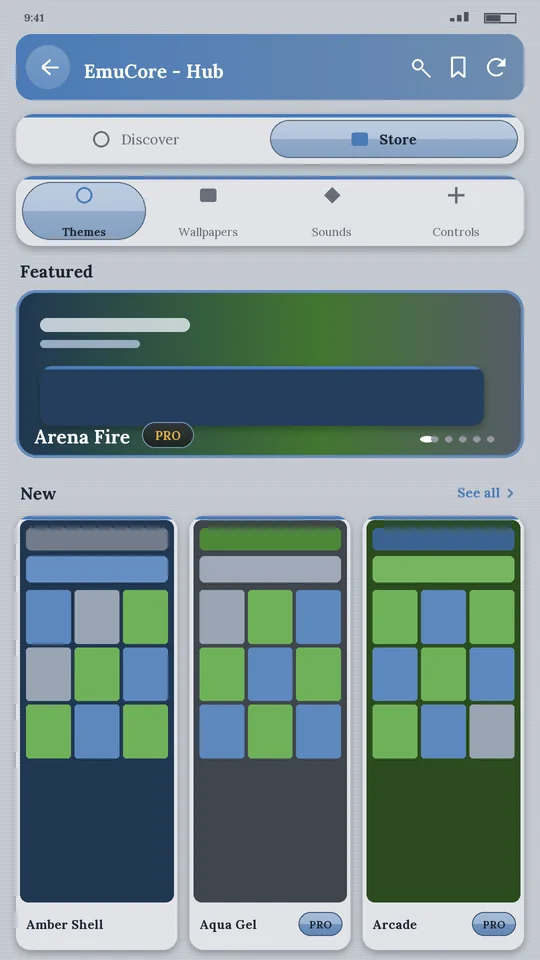 9:41
EmuCore - Hub
Discover
Store
Themes
Wallpapers
Sounds
Controls
Featured
Arena Fire
PRO
New
See all
Amber Shell
Aqua Gel
PRO
Arcade
PRO